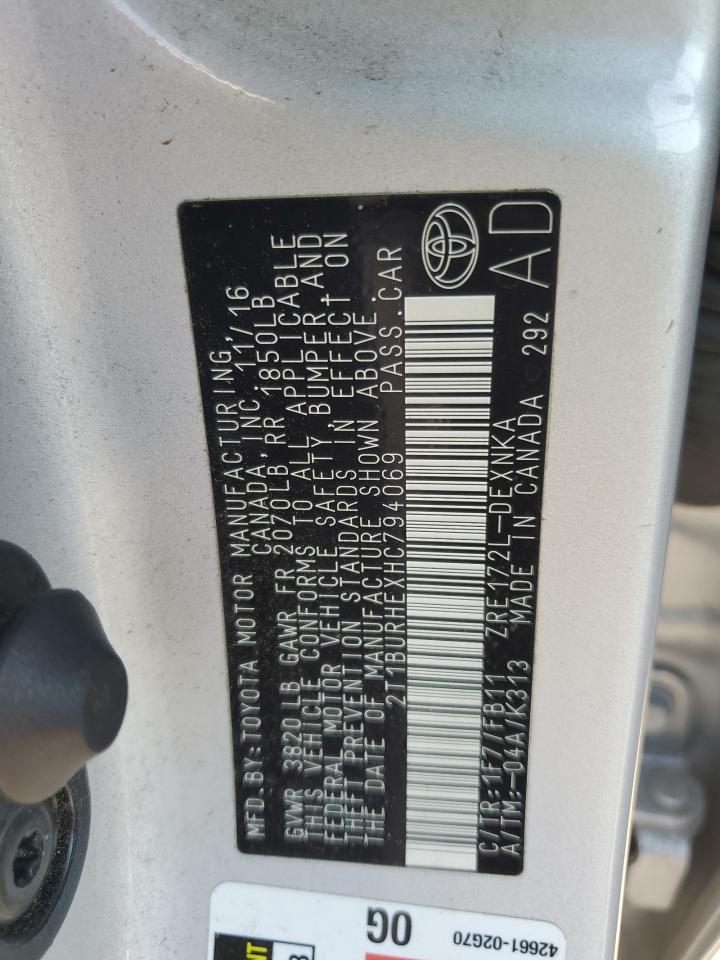 MFD.BY:TOYOTA MOTOR MANUFACTURING,
CANADA, INC. 11/16
GVWR 3820 LB GAWR FR 2070LB RR 1850LB
THIS VEHICLE CONFORMS TO ALL APPLICABLE
FEDERAL MOTOR VEHICLE SAFETY, BUMPER, AND
THEFT PREVENTION STANDARDS IN EFFECT ON
THE DATE OF MANUFACTURE SHOWN ABOVE.
2T1BURHEXHC794069 PASS.CAR
C/TR:1F7/FB11 ZRE172L-DEXNKA
A/TM:-04A/K313 MADE IN CANADA 292
AD
0G
42661-02G70